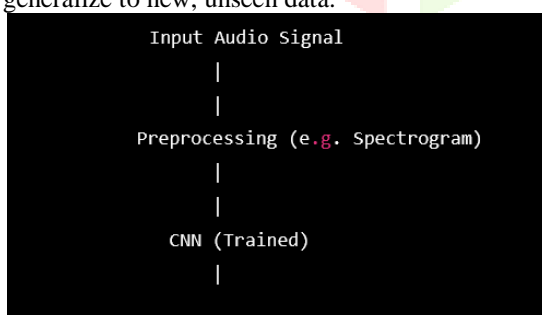 generalize to new, unseen data.
Input Audio Signal
|
|
Preprocessing (e.g. Spectrogram)
|
|
CNN (Trained)
|